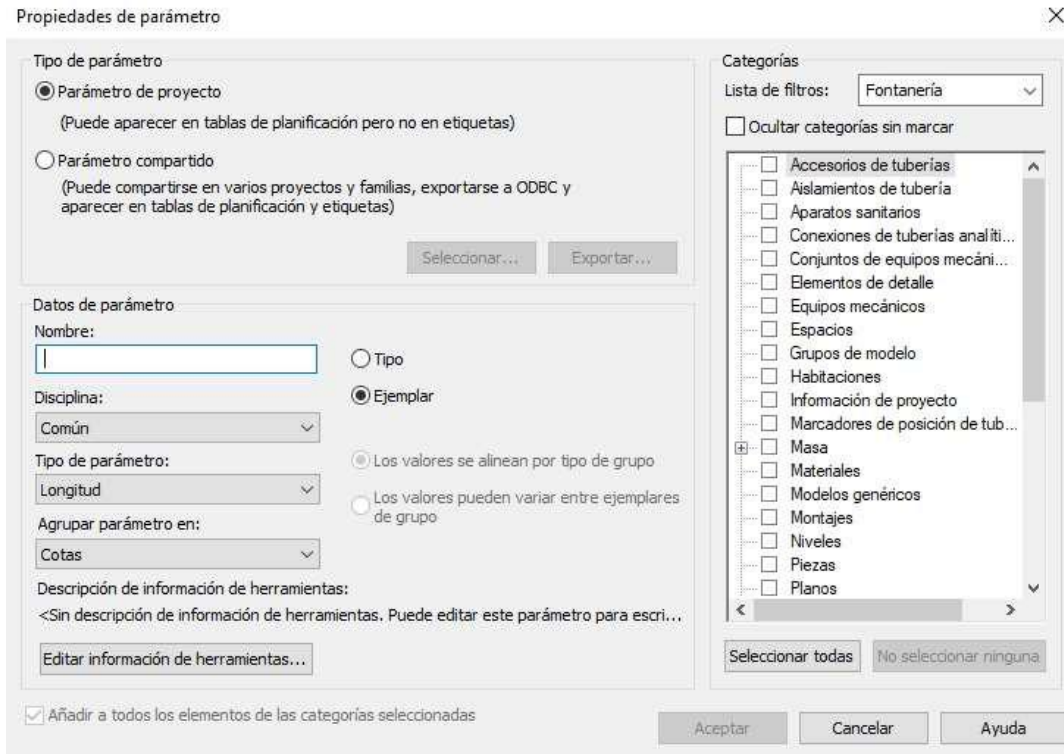 Propiedades de parámetro
Tipo de parámetro
Parámetro de proyecto
(Puede aparecer en tablas de planificación pero no en etiquetas)
Parámetro compartido
(Puede compartirse en varios proyectos y familias, exportarse a ODBC y
aparecer en tablas de planificación y etiquetas)
Seleccionar...
Exportar...
Datos de parámetro
Nombre:
Tipo
Disciplina:
Ejemplar
Común
Tipo de parámetro:
Los valores se alinean por tipo de grupo
Longitud
Los valores pueden variar entre ejemplares
de grupo
Agrupar parámetro en:
Cotas
Descripción de información de herramientas:
<Sin descripción de información de herramientas. Puede editar este parámetro para escri...
Editar información de herramientas...
Categorías
Lista de filtros:
Fontanería
Ocultar categorías sin marcar
Accesorios de tuberías
Aislamientos de tubería
Aparatos sanitarios
Conexiones de tuberías analíti...
Conjuntos de equipos mecáni...
Elementos de detalle
Equipos mecánicos
Espacios
Grupos de modelo
Habitaciones
Información de proyecto
Marcadores de posición de tub...
Masa
Materiales
Modelos genéricos
Montajes
Niveles
Piezas
Planos
Seleccionar todas
No seleccionar ninguna
Añadir a todos los elementos de las categorías seleccionadas
Aceptar
Cancelar
Ayuda